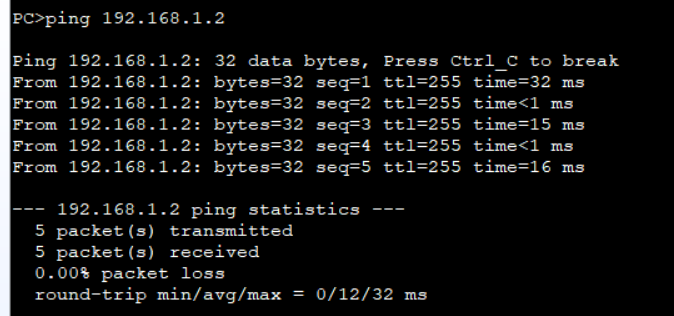 PC>ping 192.168.1.2
Ping 192.168.1.2: 32 data bytes, Press Ctrl_C to break
From 192.168.1.2: bytes=32 seq=1 ttl=255 time=32 ms
From 192.168.1.2: bytes=32 seq=2 ttl=255 time<1 ms
From 192.168.1.2: bytes=32 seq=3 ttl=255 time=15 ms
From 192.168.1.2: bytes=32 seq=4 ttl=255 time<1 ms
From 192.168.1.2: bytes=32 seq=5 ttl=255 time=16 ms
--- 192.168.1.2 ping statistics ---
5 packet(s) transmitted
5 packet(s) received
0.00% packet loss
round-trip min/avg/max = 0/12/32 ms